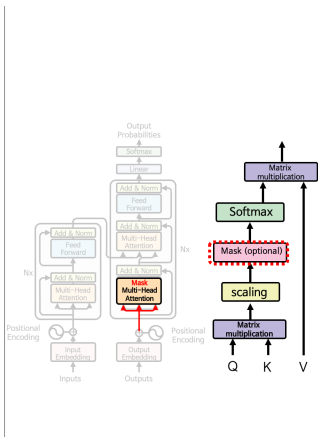 Output
Probabilities
Softmax
Linear
Add & Norm
Feed
Forward
Add & Norm
Multi-Head
Attention
Nx
Add & Norm
Mask
Multi-Head
Attention
Positional
Encoding
Output
Embedding
Outputs
Add & Norm
Feed
Forward
Nx
Add & Norm
Multi-Head
Attention
Positional
Encoding
Input
Embedding
Inputs
Matrix
multiplication
Softmax
Mask (optional)
scaling
Matrix
multiplication
Q K V